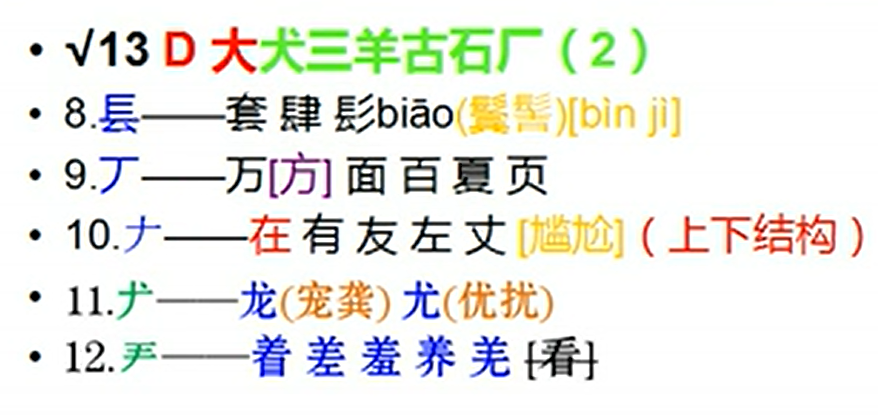 • √13 D 大犬三羊古石厂（2）
• 8.镸——套 肆 髟biāo(鬓髻)[bìn jì]
• 9.丆——万[方] 面 百 夏 页
• 10.𠂇——在 有 友 左 丈 [尴尬]（上下结构）
• 11.𠂇——龙(宠龚) 尤(优扰)
• 12.⺶——着 差 羞 养 羌 [看]